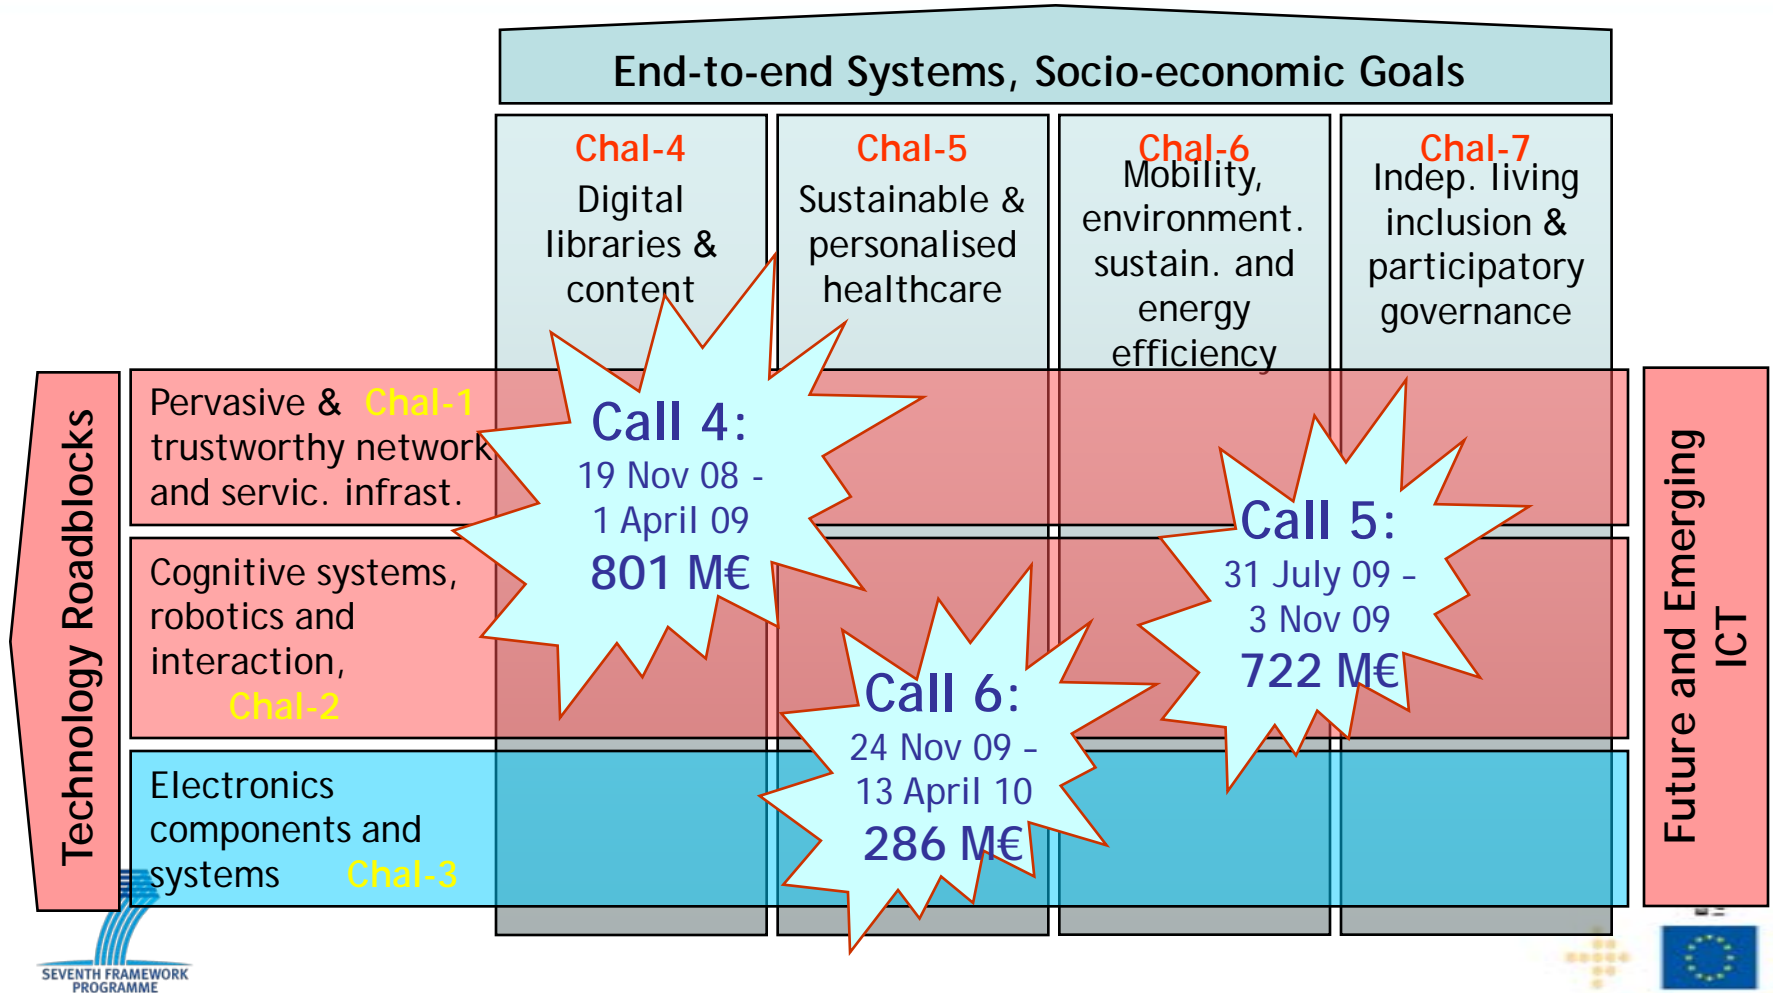 End-to-end Systems, Socio-economic Goals
Chal-4
Digital
libraries &
content
Chal-5
Sustainable &
personalised
healthcare
Chal-6
Mobility,
environment.
sustain. and
energy
efficiency
Chal-7
Indep. living
inclusion &
participatory
governance
Technology Roadblocks
Pervasive & Chal-1
trustworthy network
and servic. infrast.
Cognitive systems,
robotics and
interaction,
Chal-2
Electronics
components and
systems Chal-3
Call 4:
19 Nov 08 -
1 April 09
801 M€
Call 6:
24 Nov 09 –
13 April 10
286 M€
Call 5:
31 July 09 –
3 Nov 09
722 M€
Future and Emerging
ICT
SEVENTH FRAMEWORK
PROGRAMME